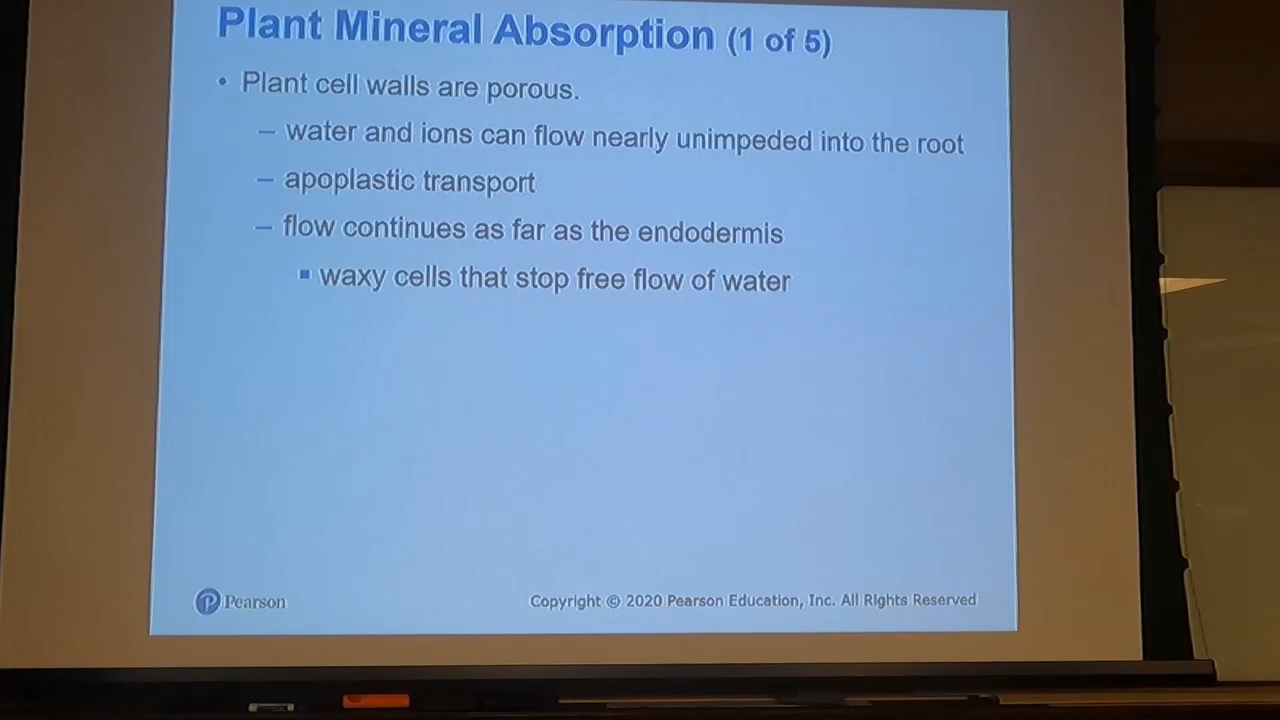 Plant Mineral Absorption (1 of 5)
• Plant cell walls are porous.
– water and ions can flow nearly unimpeded into the root
– apoplastic transport
– flow continues as far as the endodermis
▪ waxy cells that stop free flow of water
Pearson
Copyright © 2020 Pearson Education, Inc. All Rights Reserved